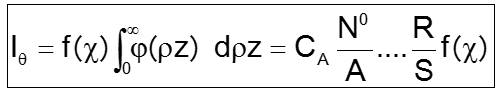 I_θ = f(χ) ∫_0^∞ φ(ρz) dρz = C_A N^0/A .... R/S f(χ)